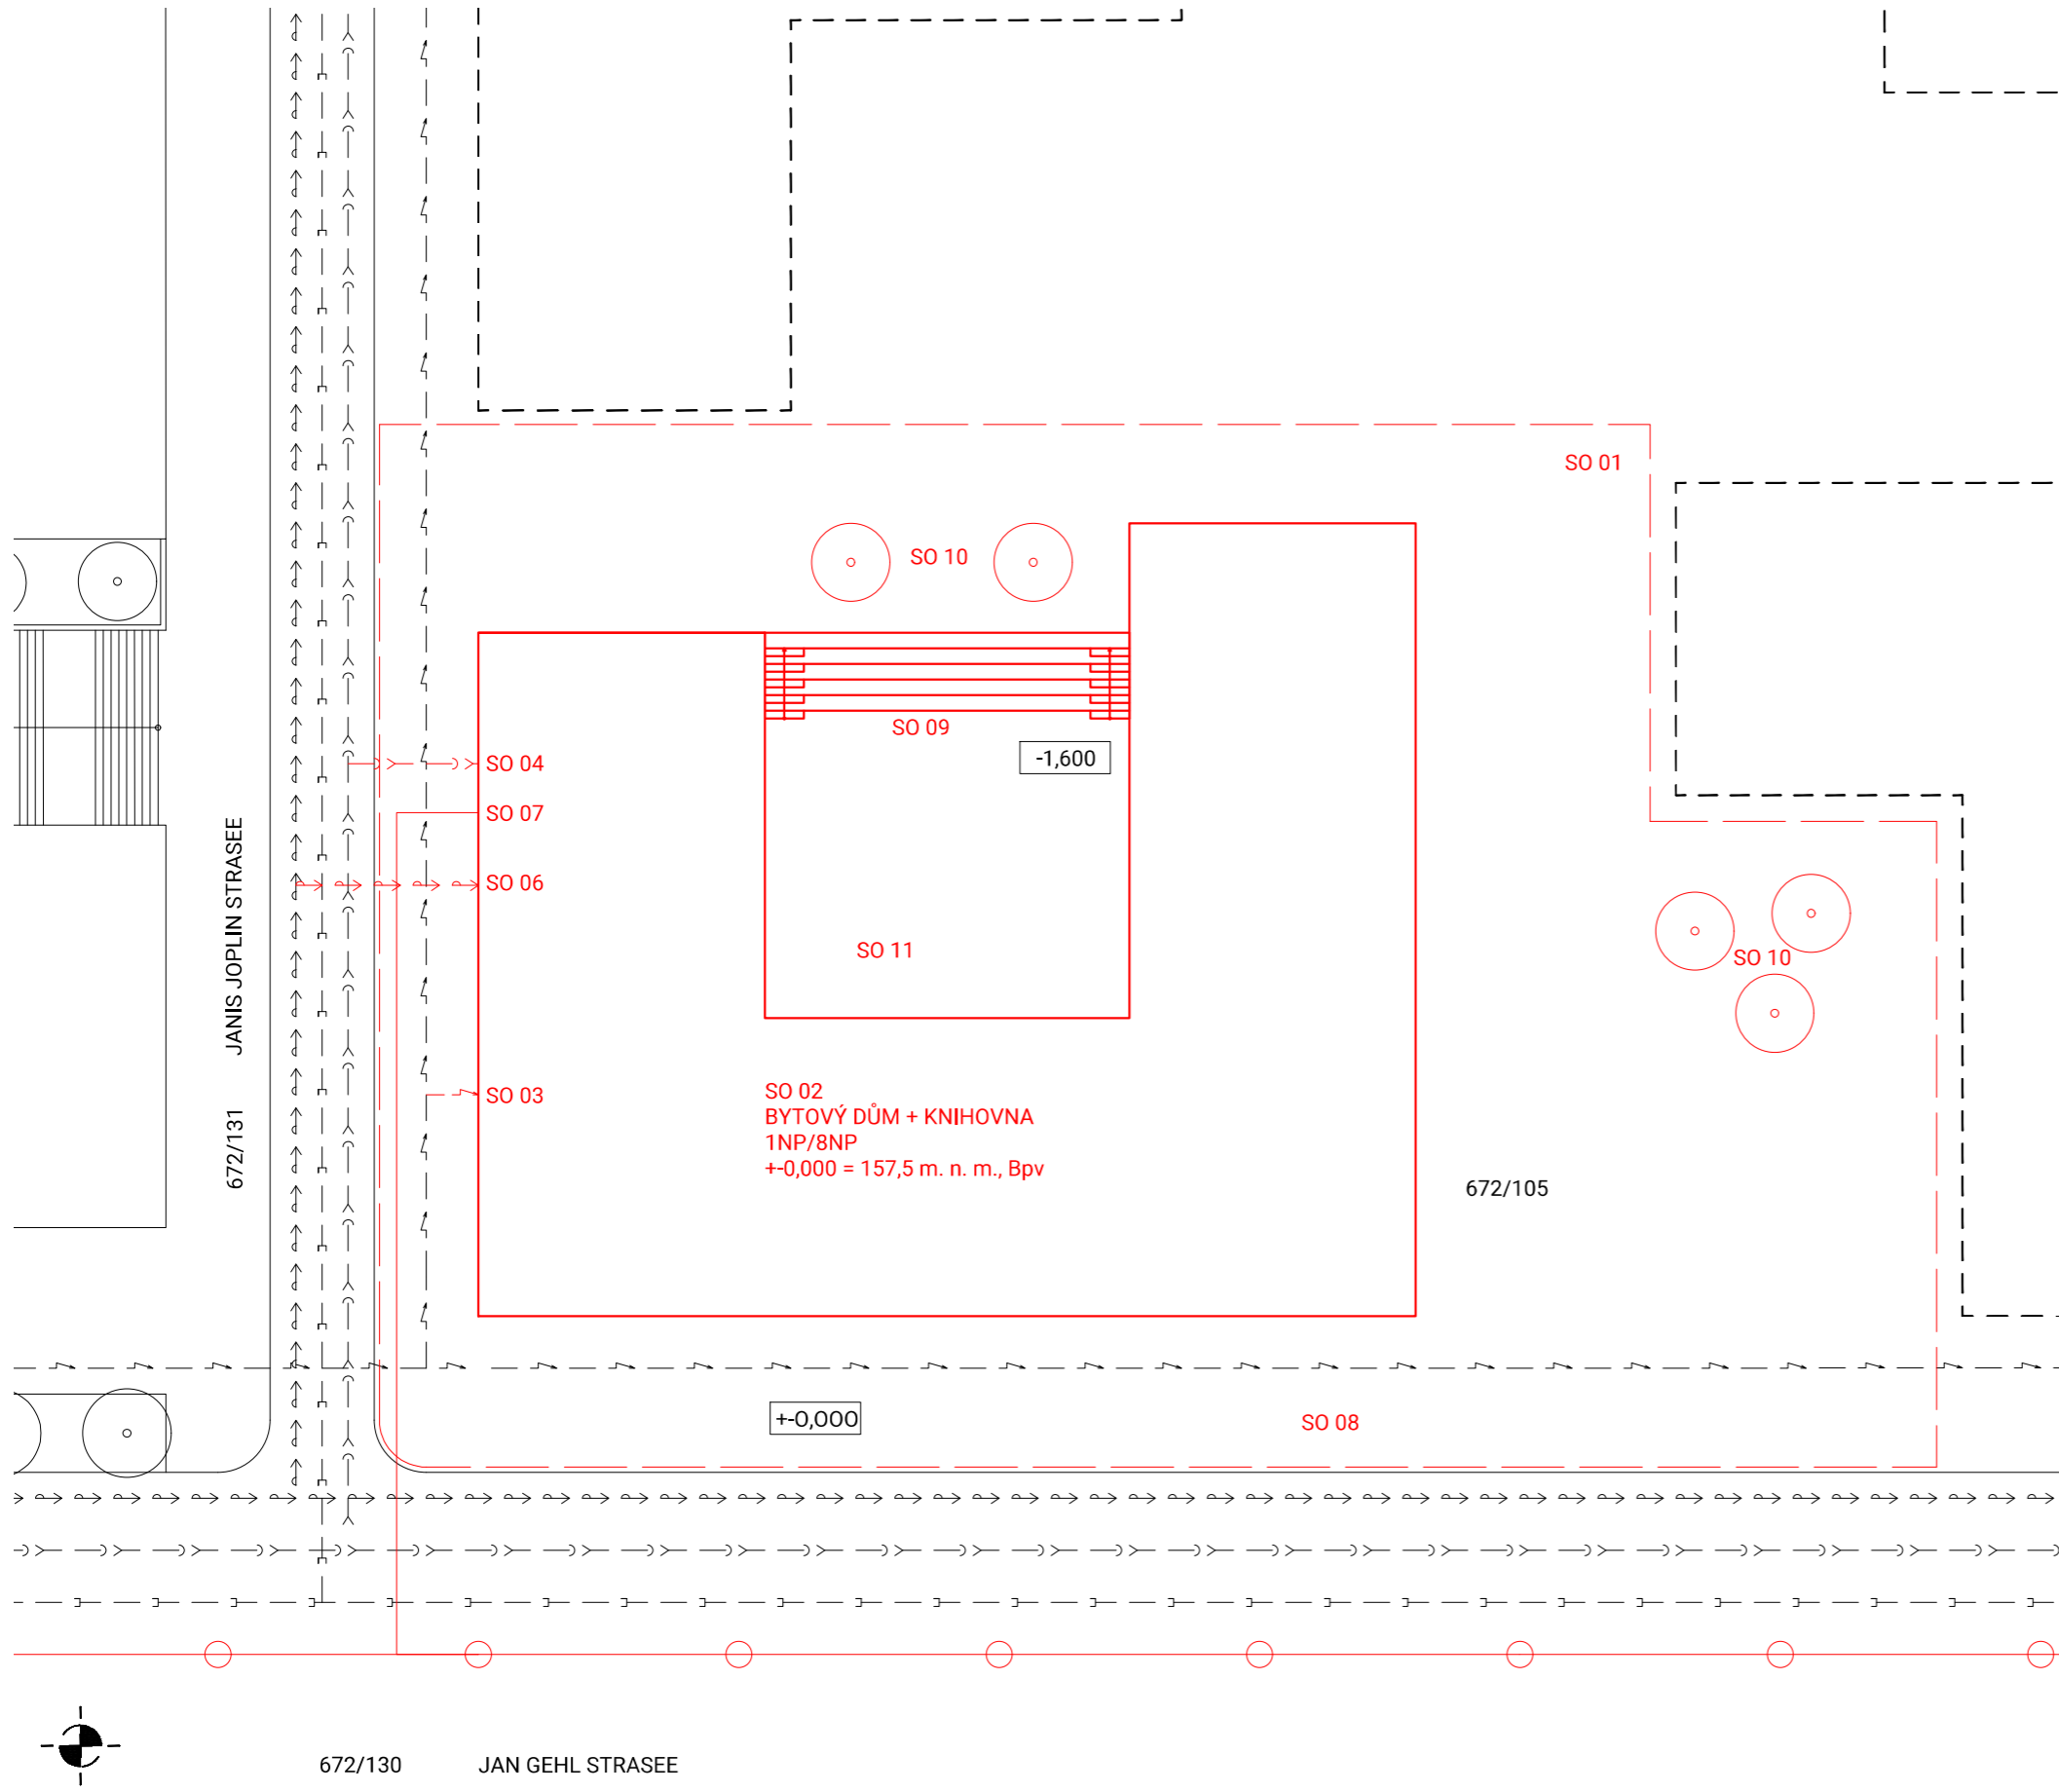 SO 01
SO 10
SO 09
-1,600
SO 04
SO 07
SO 06
JANIS JOPLIN STRASEE
672/131
SO 11
SO 10
SO 03
SO 02
BYTOVÝ DŮM + KNIHOVNA
1NP/8NP
+-0,000 = 157,5 m. n. m., Bpv
672/105
+-0,000
SO 08
672/130 JAN GEHL STRASEE